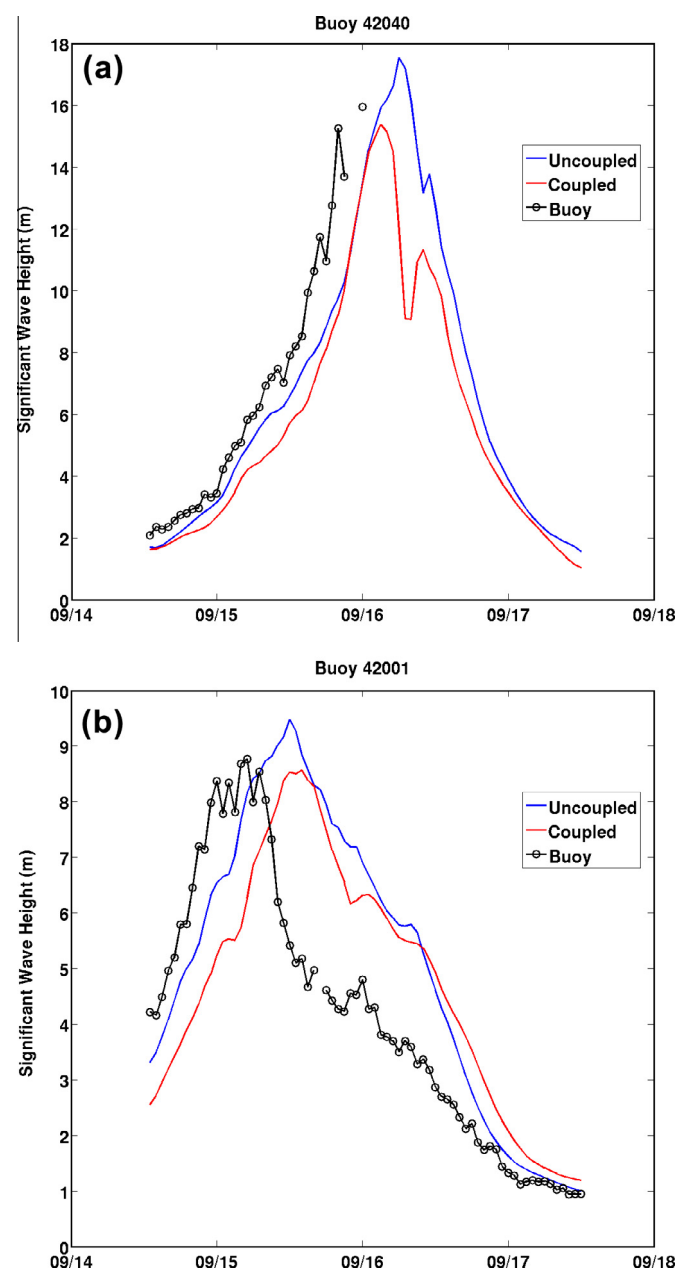 Buoy 42040
(a)
18
16
14
12
10
8
6
4
2
0
Significant Wave Height (m)
Uncoupled
Coupled
Buoy
09/14 09/15 09/16 09/17 09/18
Buoy 42001
(b)
10
9
8
7
6
5
4
3
2
1
0
Significant Wave Height (m)
Uncoupled
Coupled
Buoy
09/14 09/15 09/16 09/17 09/18